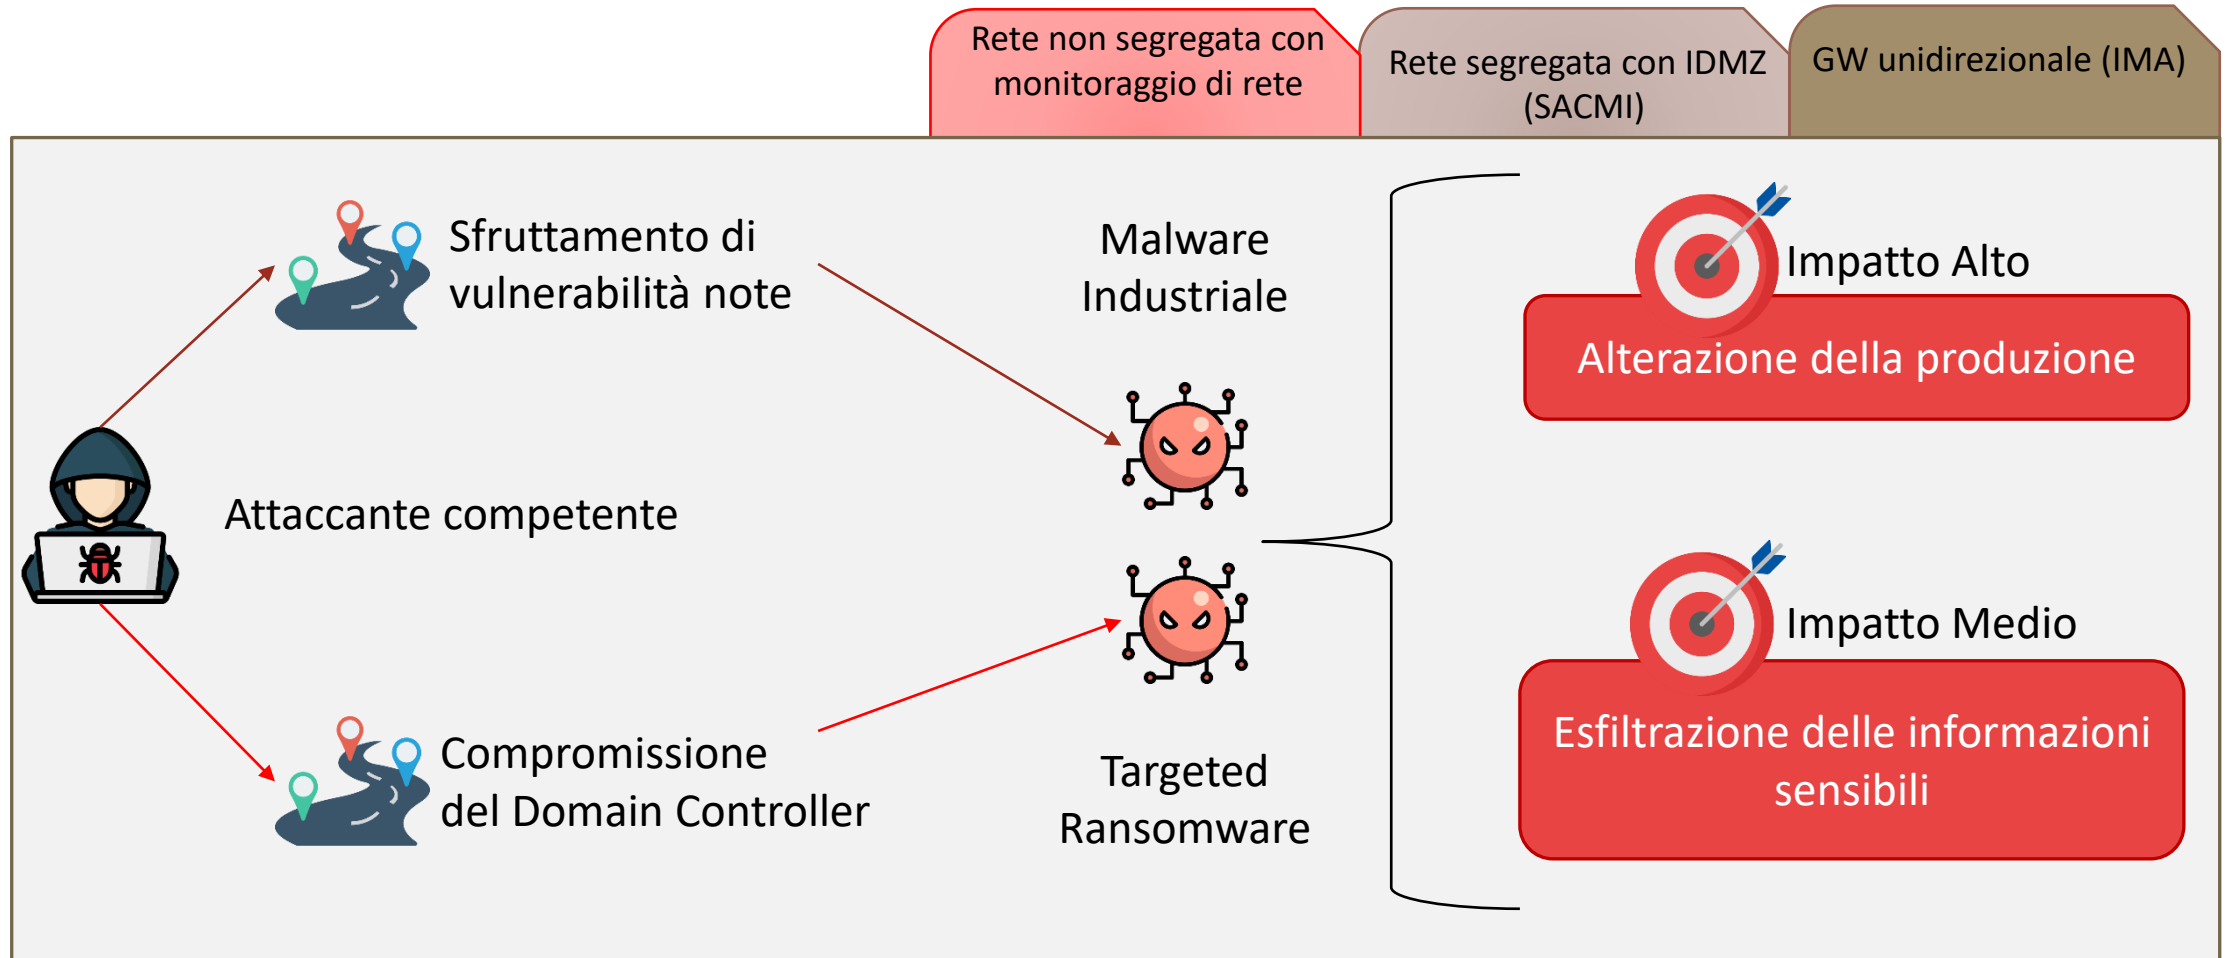 Rete non segregata con
monitoraggio di rete
Rete segregata con IDMZ
(SACMI)
GW unidirezionale (IMA)
Sfruttamento di
vulnerabilità note
Malware
Industriale
Impatto Alto
Alterazione della produzione
Attaccante competente
Compromissione
del Domain Controller
Targeted
Ransomware
Impatto Medio
Esfiltrazione delle informazioni
sensibili